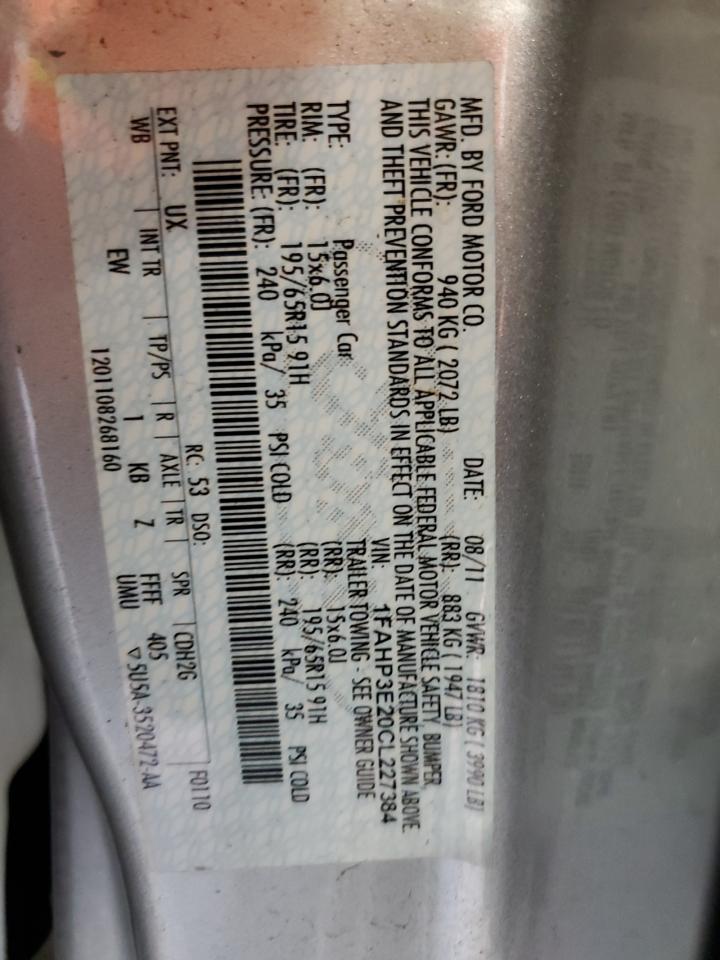 MFD. BY FORD MOTOR CO.
DATE: 08/11 GVWR: 1810 KG ( 3990 LB)
GAWR: (FR): 940 KG ( 2072 LB) (RR): 883 KG ( 1947 LB)
THIS VEHICLE CONFORMS TO ALL APPLICABLE FEDERAL MOTOR VEHICLE SAFETY, BUMPER,
AND THEFT PREVENTION STANDARDS IN EFFECT ON THE DATE OF MANUFACTURE SHOWN ABOVE.
VIN: 1FAHP3E20CL227384
TYPE: Passenger Car TRAILER TOWING - SEE OWNER GUIDE
RIM: (FR): 15x6.0J (RR): 15x6.0J
TIRE: (FR): 195/65R15 91H (RR): 195/65R15 91H
PRESSURE: (FR): 240 kPa/ 35 PSI COLD (RR): 240 kPa/ 35 PSI COLD
F0110
EXT PNT: UX RC: 53 DSO: CDH2G
WB INT TR TP/PS R AXLE TR SPR
EW 1 KB Z FFFF 405
UMU ▽5U5A-3520472-AA
1201108268160